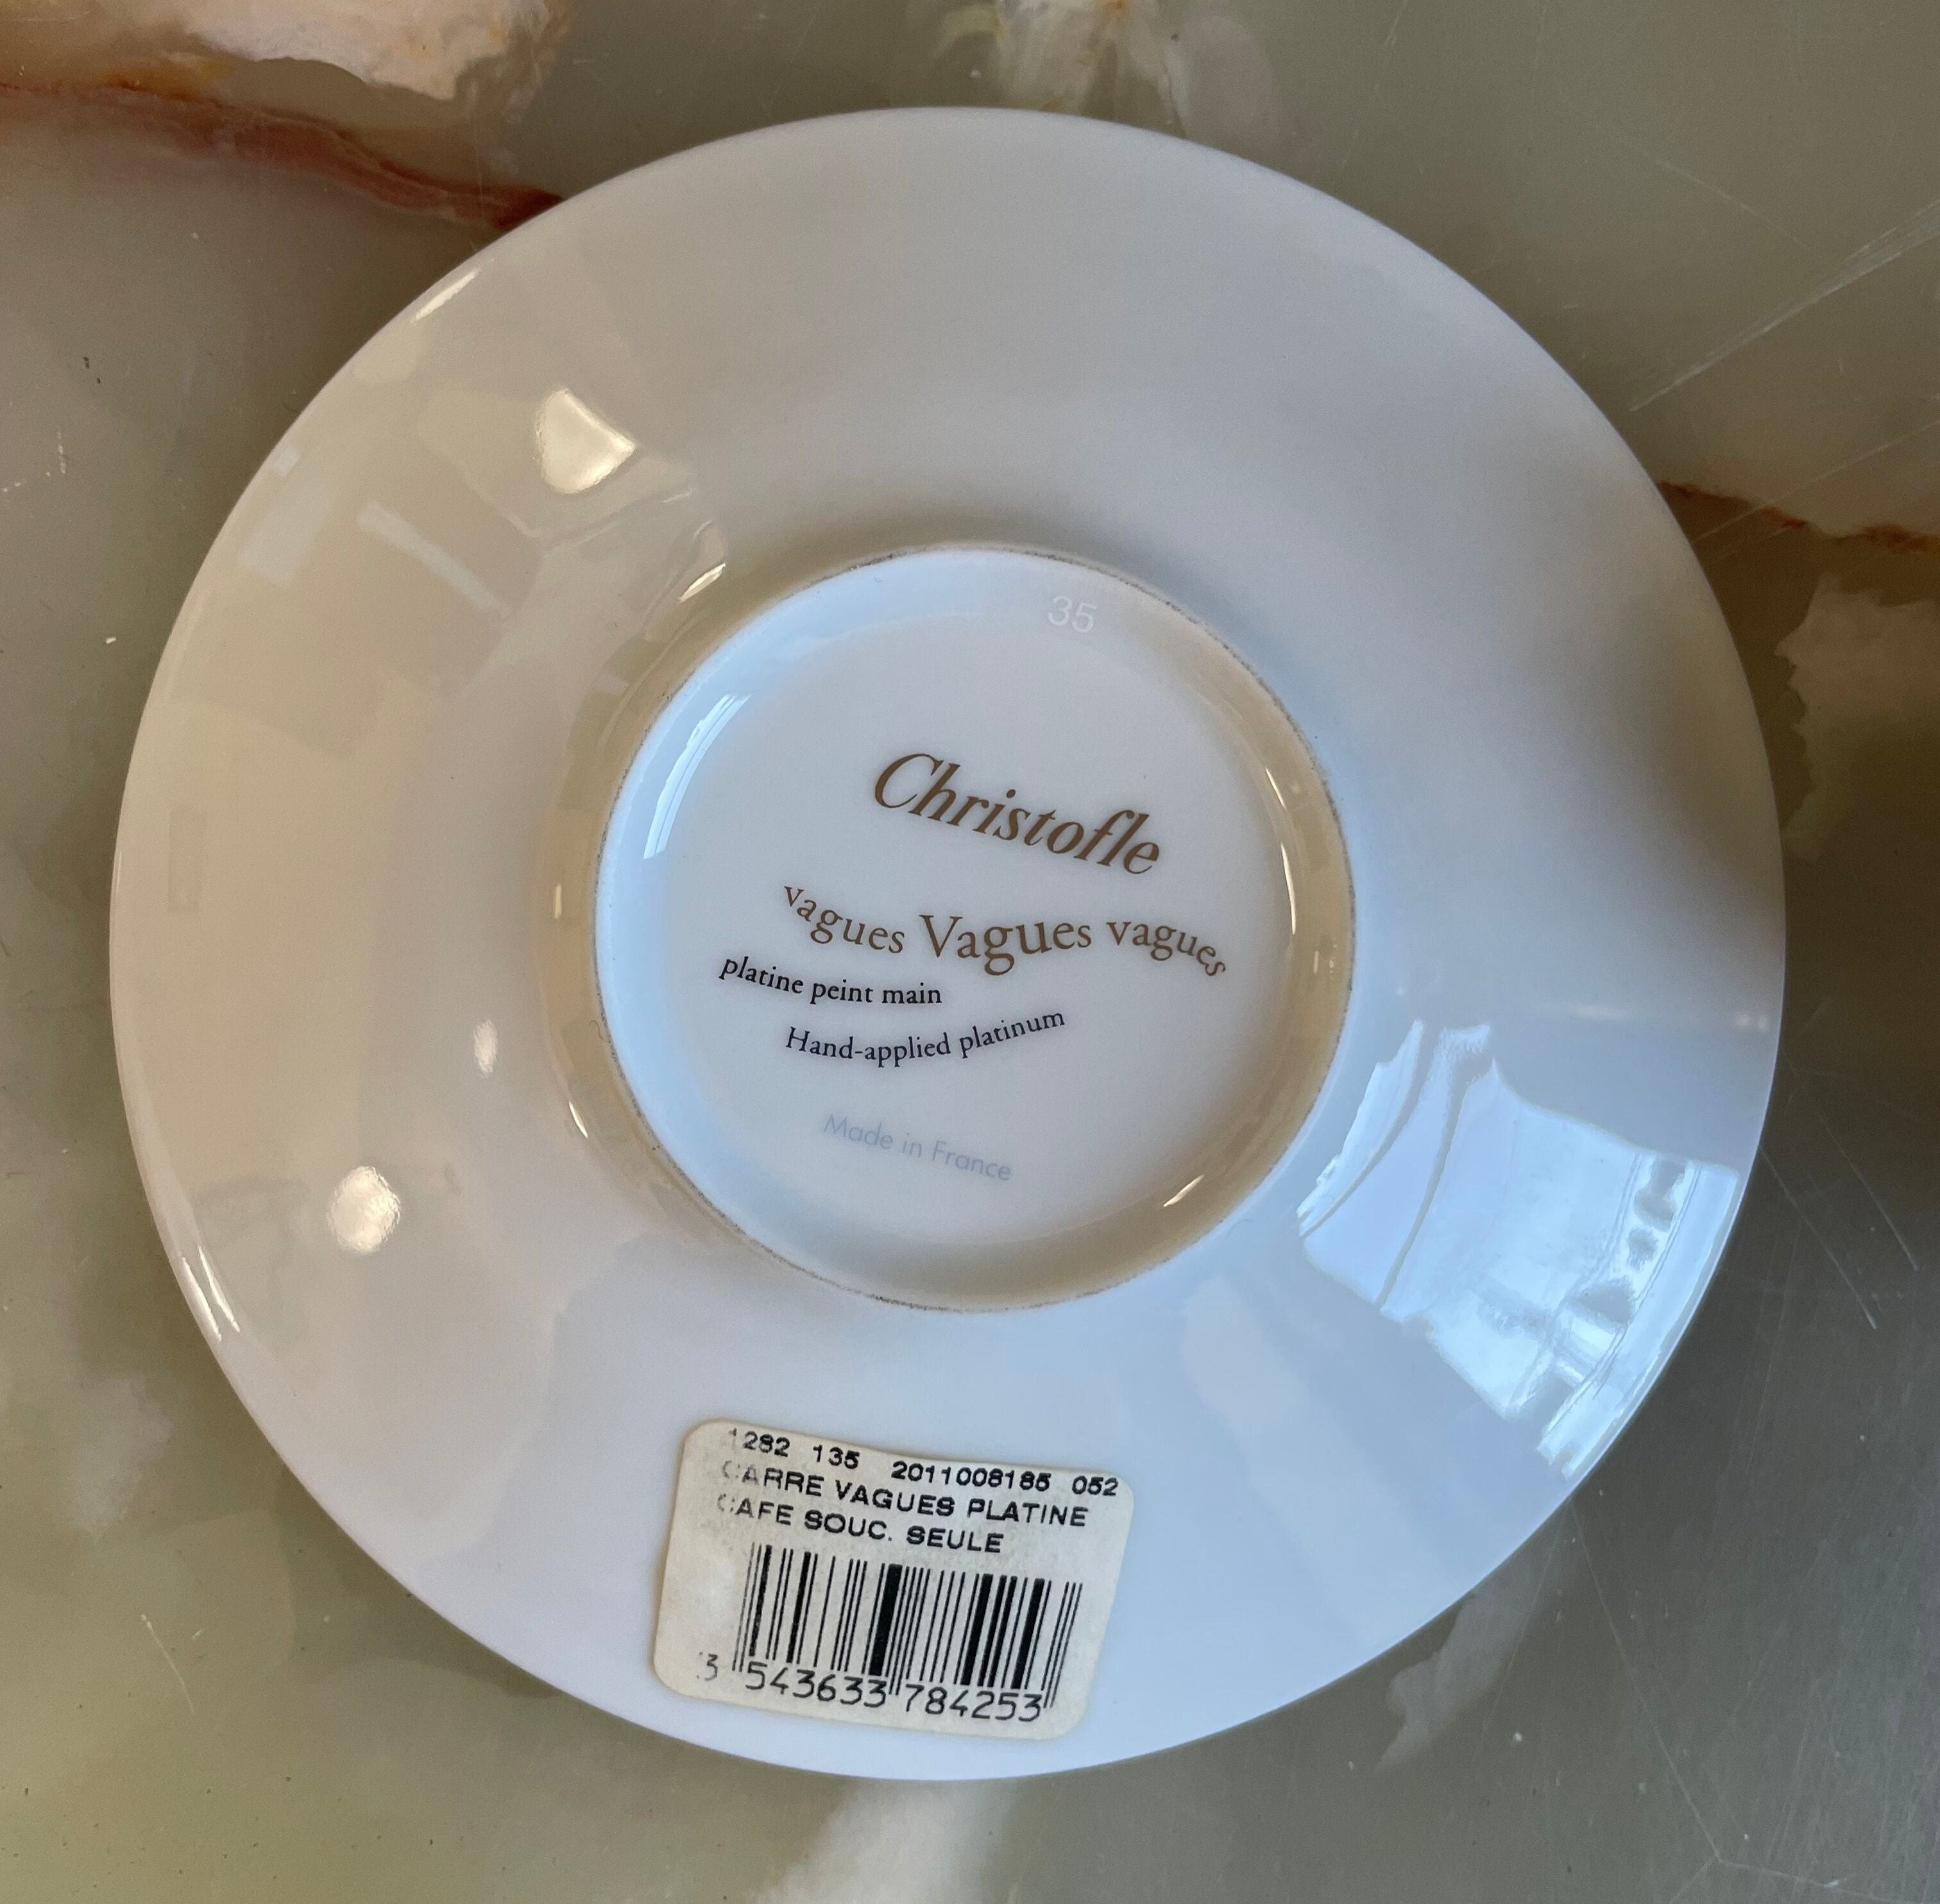 35
Christofle
vagues Vagues vagues
platine peint main
Hand-applied platinum
Made in France
1282 135 2011008185 052
CARRE VAGUES PLATINE
CAFE SOUC. SEULE
3 543633 784253